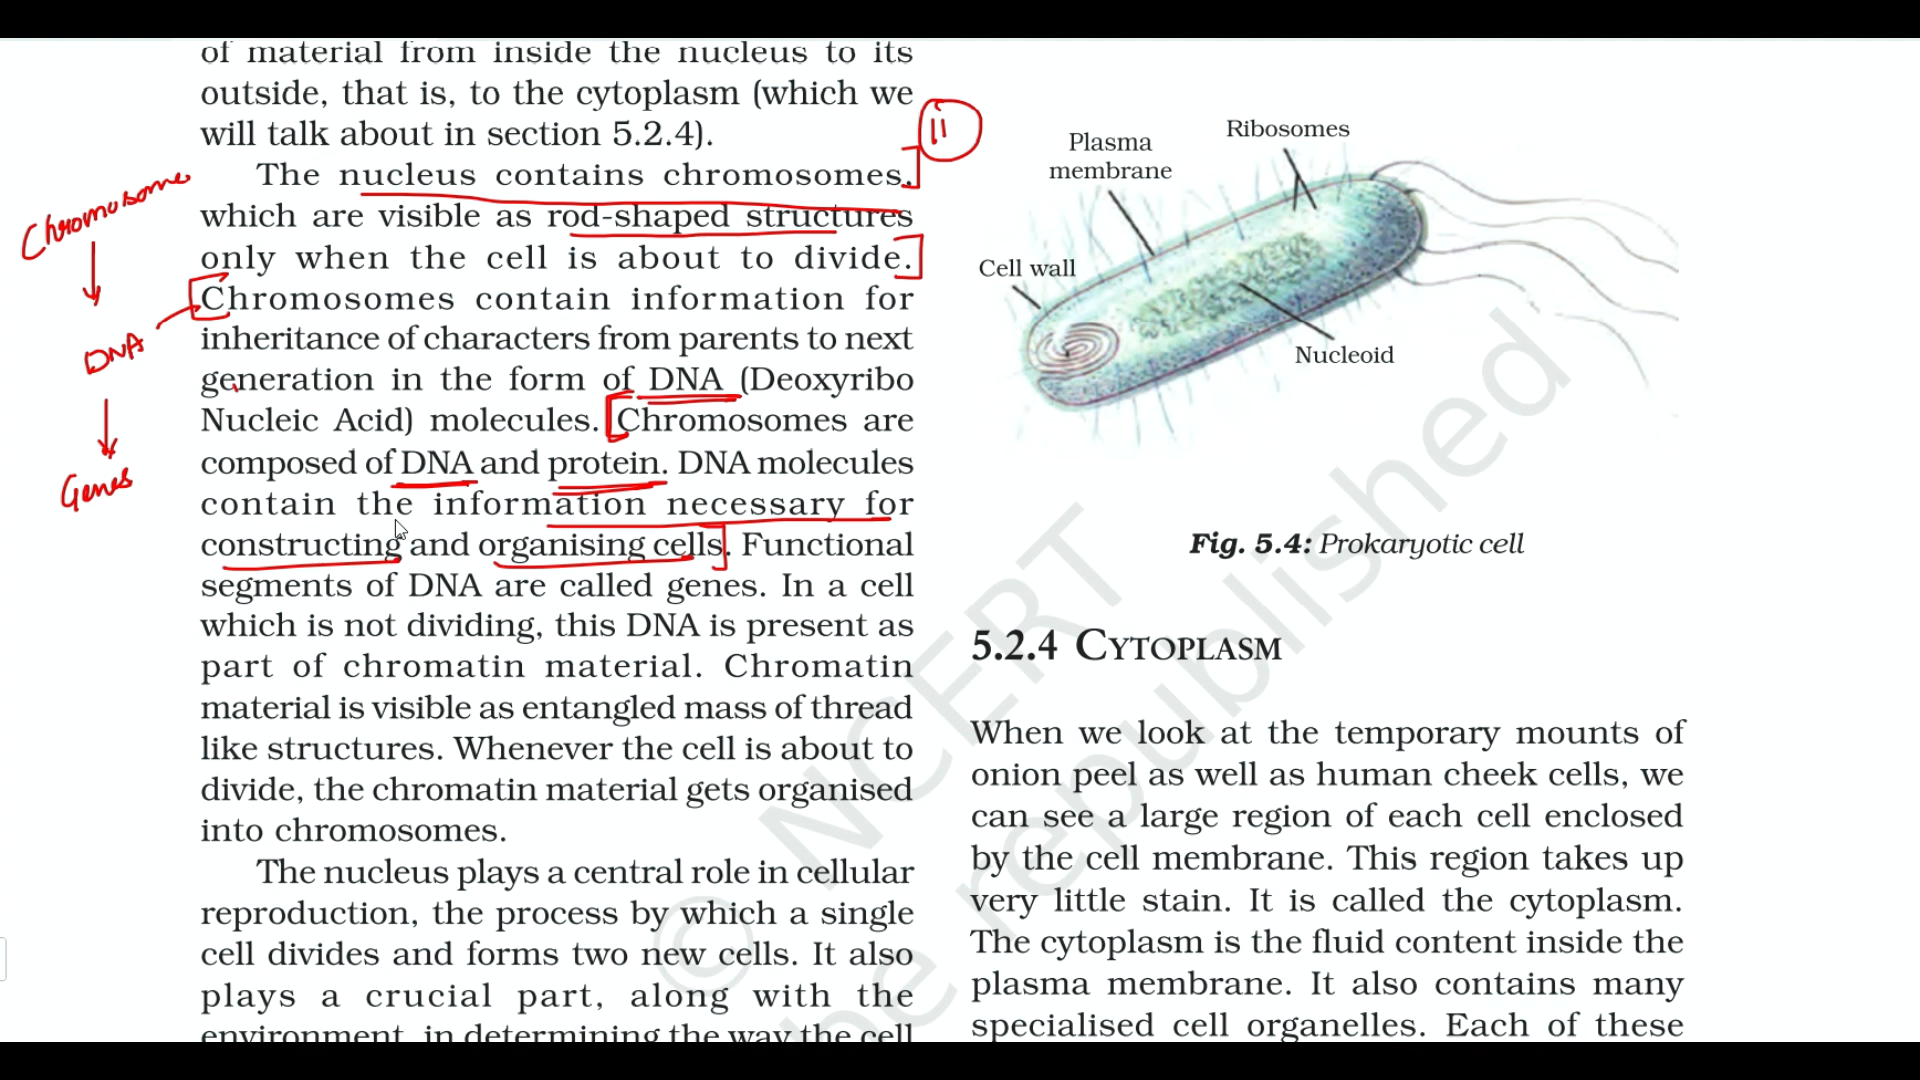 of material from inside the nucleus to its
outside, that is, to the cytoplasm (which we
will talk about in section 5.2.4).
The nucleus contains chromosomes,
which are visible as rod-shaped structures
only when the cell is about to divide.
Chromosomes contain information for
inheritance of characters from parents to next
generation in the form of DNA (Deoxyribo
Nucleic Acid) molecules. Chromosomes are
composed of DNA and protein. DNA molecules
contain the information necessary for
constructing and organising cells. Functional
segments of DNA are called genes. In a cell
which is not dividing, this DNA is present as
part of chromatin material. Chromatin
material is visible as entangled mass of thread
like structures. Whenever the cell is about to
divide, the chromatin material gets organised
into chromosomes.
The nucleus plays a central role in cellular
reproduction, the process by which a single
cell divides and forms two new cells. It also
plays a crucial part, along with the
environment, in determining the way the cell
Chromosome
DNA
Genes
11
Plasma
membrane
Ribosomes
Cell wall
Nucleoid
Fig. 5.4: Prokaryotic cell
5.2.4 CYTOPLASM
When we look at the temporary mounts of
onion peel as well as human cheek cells, we
can see a large region of each cell enclosed
by the cell membrane. This region takes up
very little stain. It is called the cytoplasm.
The cytoplasm is the fluid content inside the
plasma membrane. It also contains many
specialised cell organelles. Each of these
© NCERT
be republished